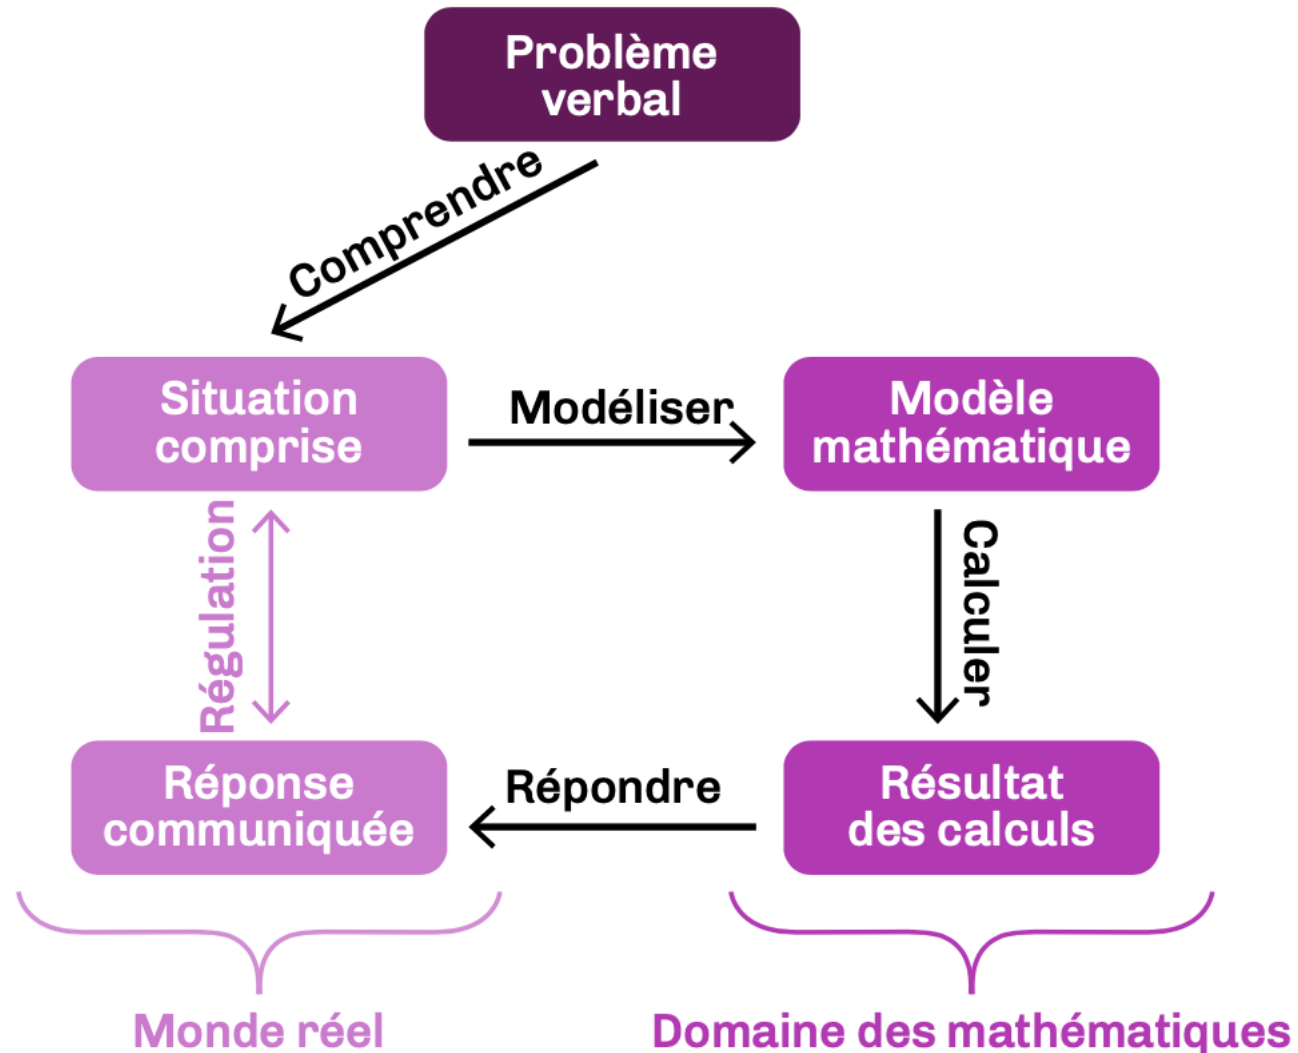 Problème
verbal
Comprendre
Situation
comprise
Modéliser
Modèle
mathématique
Régulation
Calculer
Réponse
communiquée
Répondre
Résultat
des calculs
Monde réel
Domaine des mathématiques